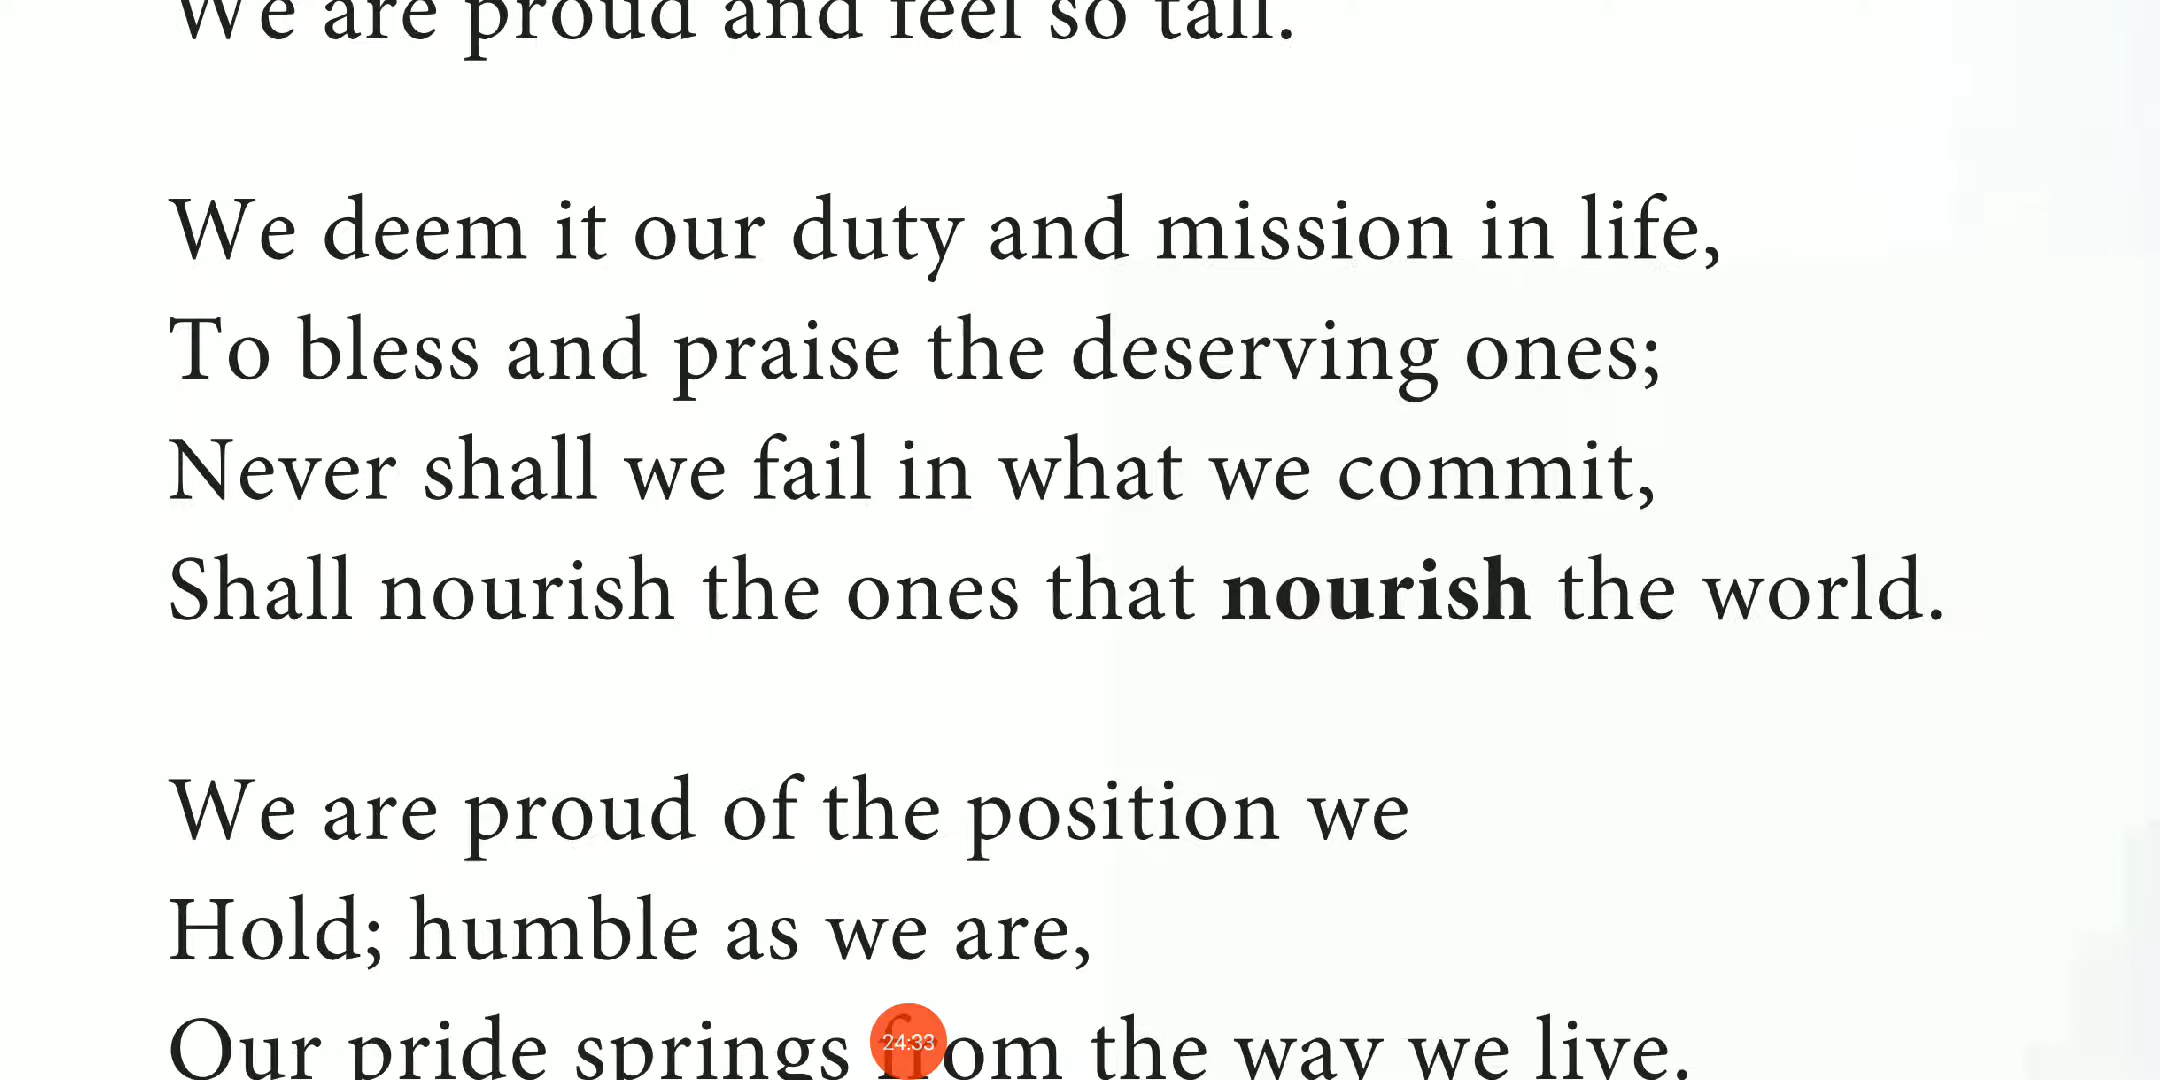 We are proud and feel so tall.
We deem it our duty and mission in life,
To bless and praise the deserving ones;
Never shall we fail in what we commit,
Shall nourish the ones that nourish the world.
We are proud of the position we
Hold; humble as we are,
Our pride springs from the way we live.
24:33